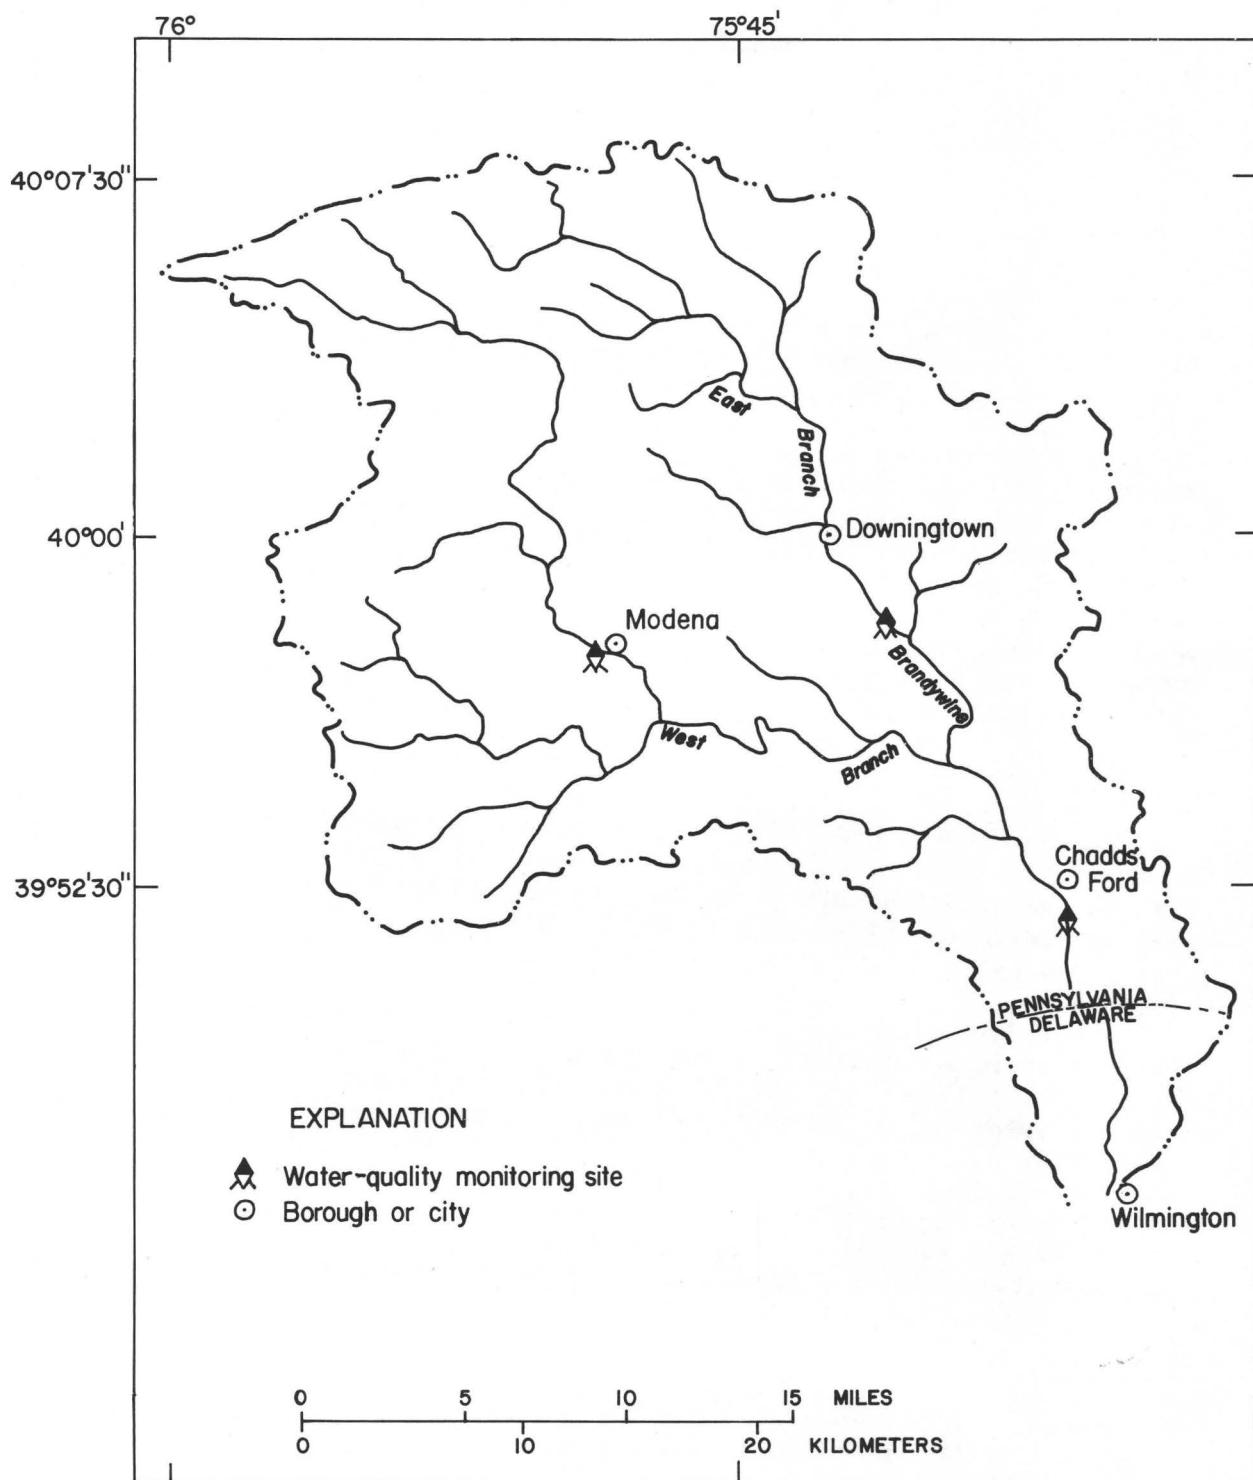 76°
75°45'
40°07'30"
East
Branch
40°00'
Downingtown
Modena
Brandywine
West
Branch
Chadds
Ford
39°52'30"
PENNSYLVANIA
DELAWARE
EXPLANATION
Water-quality monitoring site
Borough or city
Wilmington
0 5 10 15 MILES
0 10 20 KILOMETERS